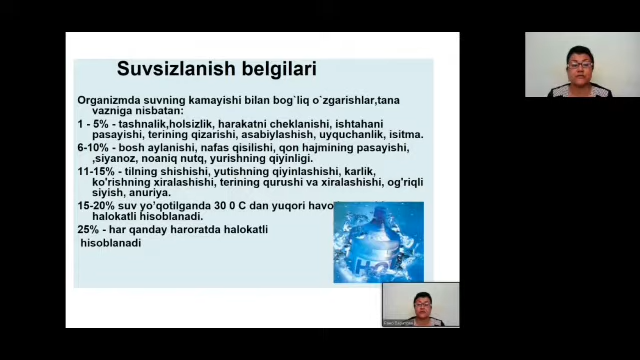 Suvsizlanish belgilari
Organizmda suvning kamayishi bilan bog`liq o`zgarishlar,tana
vazniga nisbatan:
1 - 5% - tashnalik,holsizlik, harakatni cheklanishi, ishtahani
pasayishi, terining qizarishi, asabiylashish, uyquchanlik, isitma.
6-10% - bosh aylanishi, nafas qisilishi, qon hajmining pasayishi,
,siyanoz, noaniq nutq, yurishning qiyinligi.
11-15% - tilning shishishi, yutishning qiyinlashishi, karlik,
ko'rishning xiralashishi, terining qurushi va xiralashishi, og'riqli
siyish, anuriya.
15-20% suv yo'qotilganda 30 0 C dan yuqori havo
halokatli hisoblanadi.
25% - har qanday haroratda halokatli
hisoblanadi